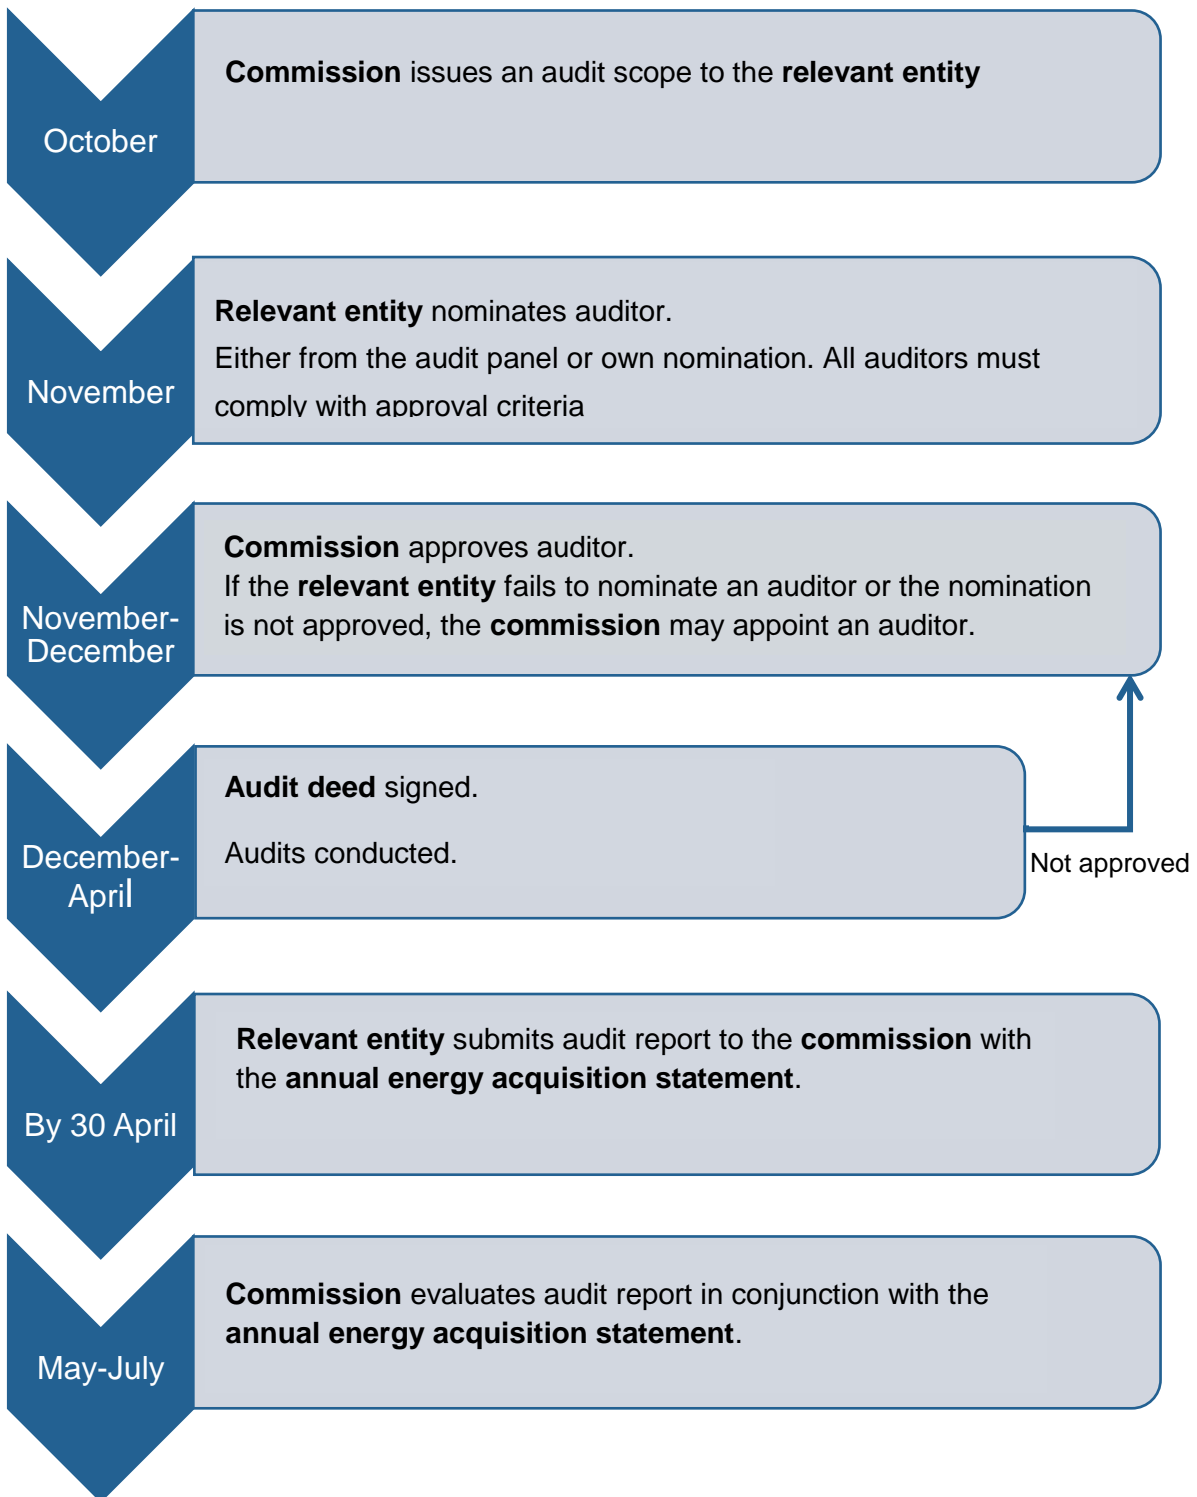 October
Commission issues an audit scope to the relevant entity
November
Relevant entity nominates auditor.
Either from the audit panel or own nomination. All auditors must
comply with approval criteria
November-
December
Commission approves auditor.
If the relevant entity fails to nominate an auditor or the nomination
is not approved, the commission may appoint an auditor.
December-
April
Audit deed signed.
Audits conducted.
Not approved
By 30 April
Relevant entity submits audit report to the commission with
the annual energy acquisition statement.
May-July
Commission evaluates audit report in conjunction with the
annual energy acquisition statement.